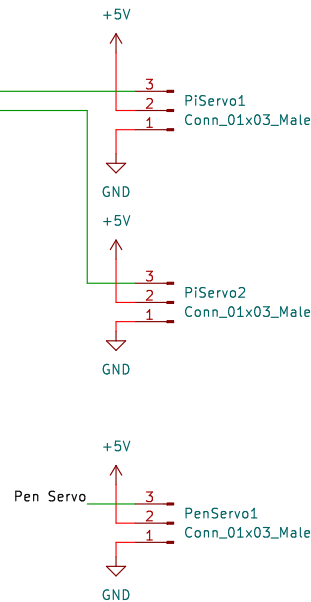 +5V
3
2
1
PiServo1
Conn_01x03_Male
GND
+5V
3
2
1
PiServo2
Conn_01x03_Male
GND
+5V
Pen Servo
3
2
1
PenServo1
Conn_01x03_Male
GND